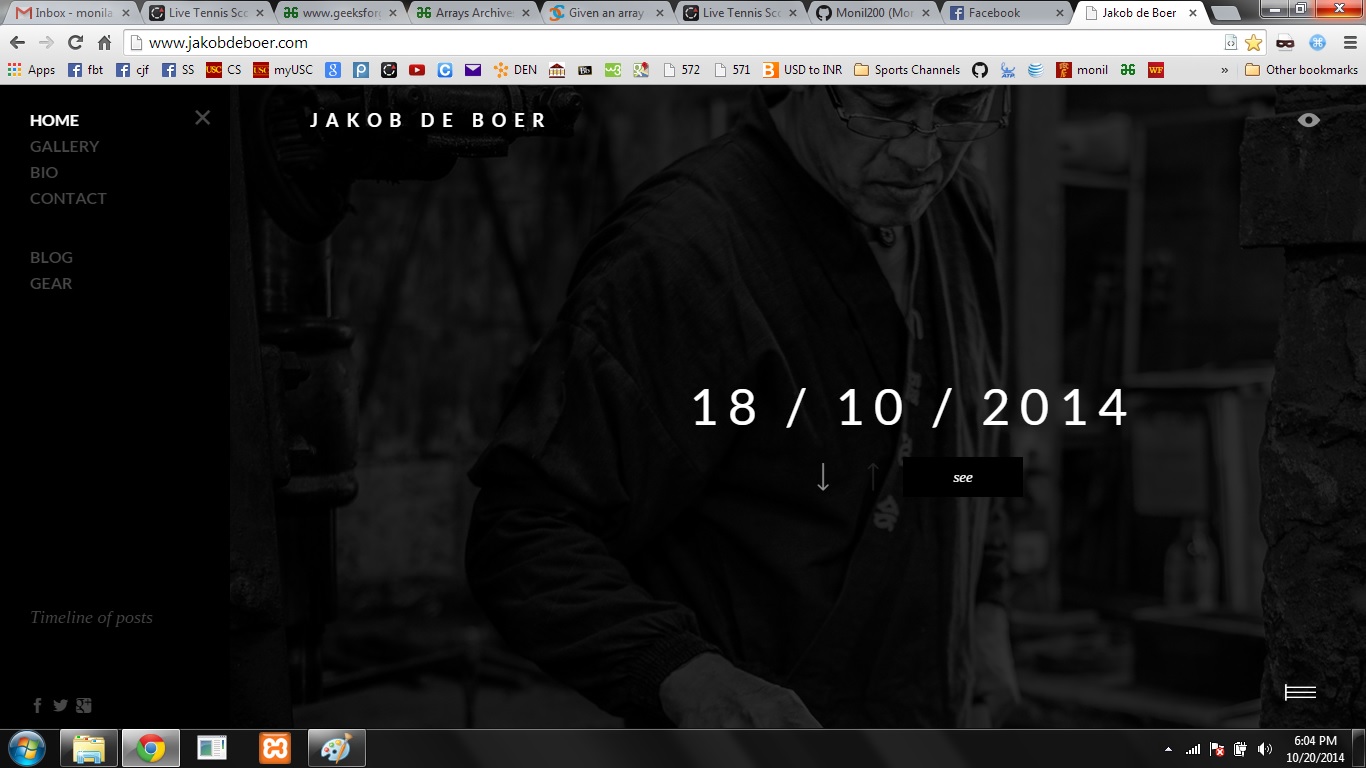 Inbox - monila
Live Tennis Sco
www.geeksforg
Arrays Archive
Given an array
Live Tennis Sco
Monil200 (Mon
Facebook
Jakob de Boer
www.jakobdeboer.com
Apps fbt cjf SS CS myUSC DEN 572 571 USD to INR Sports Channels monil » Other bookmarks
HOME
GALLERY
BIO
CONTACT
BLOG
GEAR
JAKOB DE BOER
18 / 10 / 2014
see
Timeline of posts
6:04 PM
10/20/2014